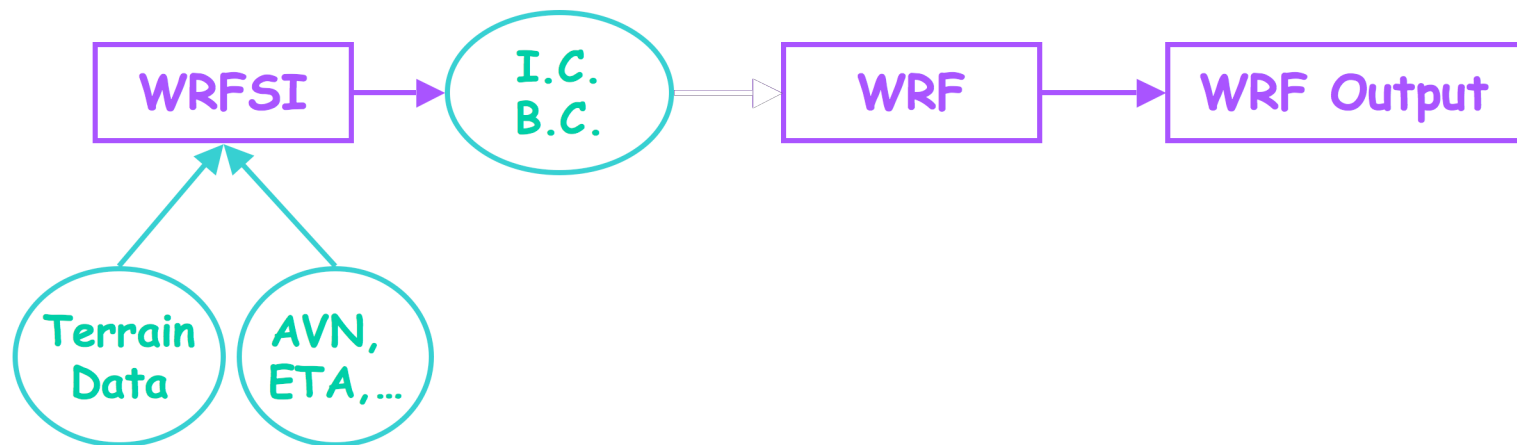 WRFSI
I.C.
B.C.
WRF
WRF Output
Terrain
Data
AVN,
ETA,...